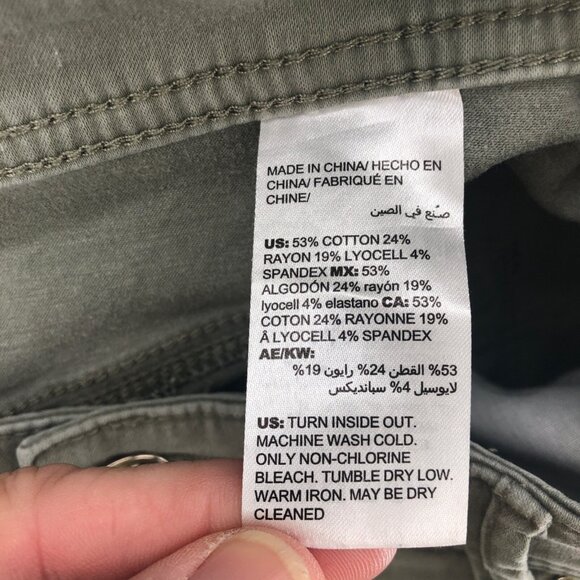 MADE IN CHINA/ HECHO EN
CHINA/ FABRIQUÉ EN
CHINE/
صنّع في الصين
US: 53% COTTON 24%
RAYON 19% LYOCELL 4%
SPANDEX MX: 53%
ALGODÓN 24% rayón 19%
lyocell 4% elastano CA: 53%
COTON 24% RAYONNE 19%
Â LYOCELL 4% SPANDEX
AE/KW:
53% القطن 24% رايون 19%
لايوسيل 4% سبانديكس
US: TURN INSIDE OUT.
MACHINE WASH COLD.
ONLY NON-CHLORINE
BLEACH. TUMBLE DRY LOW.
WARM IRON. MAY BE DRY
CLEANED